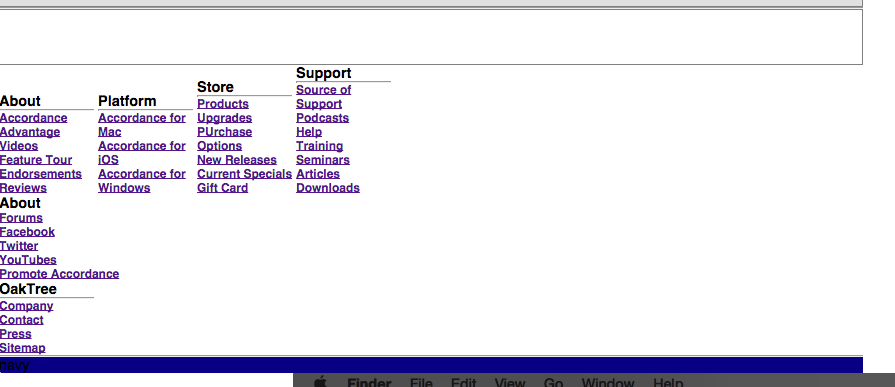 About
Accordance
Advantage
Videos
Feature Tour
Endorsements
Reviews
Platform
Accordance for
Mac
Accordance for
iOS
Accordance for
Windows
Store
Products
Upgrades
PUrchase
Options
New Releases
Current Specials
Gift Card
Support
Source of
Support
Podcasts
Help
Training
Seminars
Articles
Downloads
About
Forums
Facebook
Twitter
YouTubes
Promote Accordance
OakTree
Company
Contact
Press
Sitemap
navy
Finder File Edit View Go Window Help